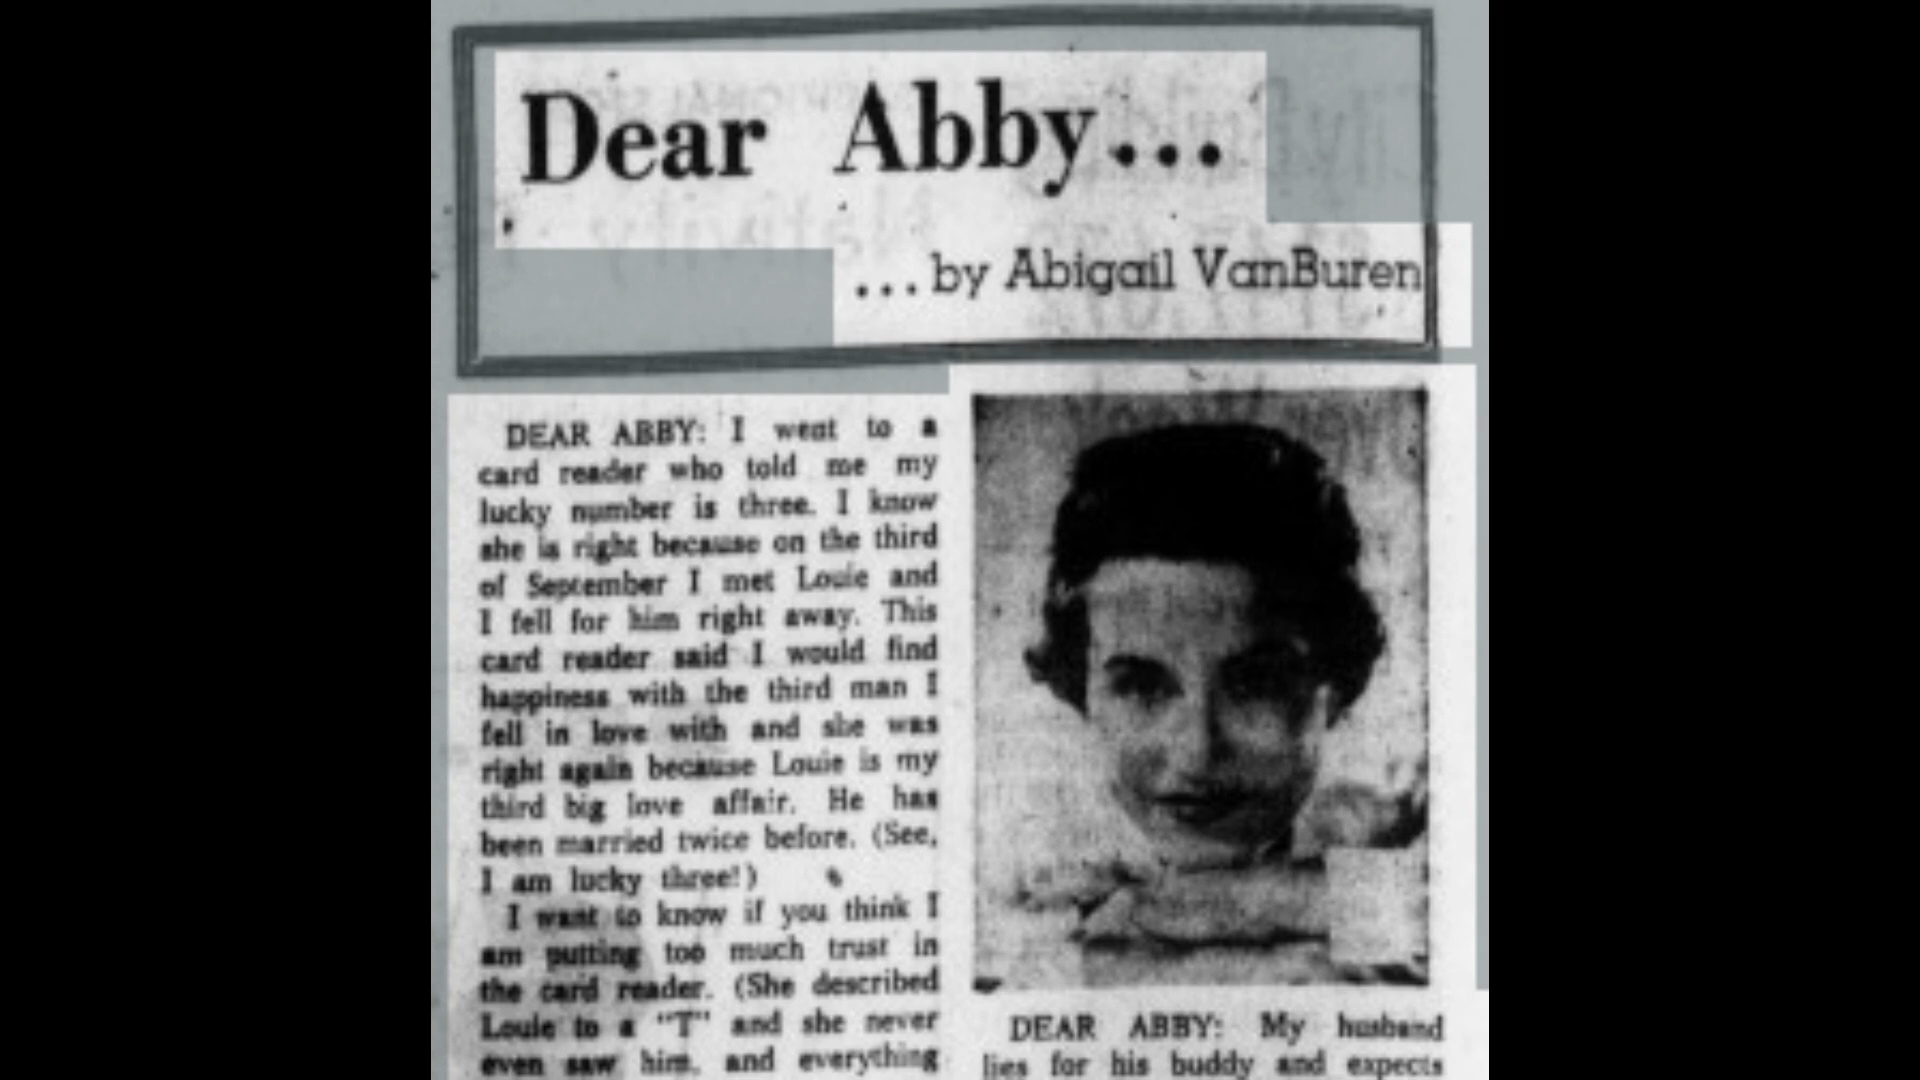 Dear Abby...
...by Abigail VanBuren
DEAR ABBY: I went to a
card reader who told me my
lucky number is three. I know
she is right because on the third
of September I met Louie and
I fell for him right away. This
card reader said I would find
happiness with the third man I
fell in love with and she was
right again because Louie is my
third big love affair. He has
been married twice before. (See,
I am lucky three!)
I want to know if you think I
am putting too much trust in
the card reader. (She described
Louie to a "T" and she never
even saw him, and everything
DEAR ABBY: My husband
lies for his buddy and expects